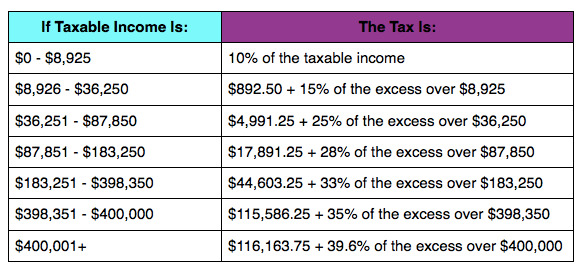 If Taxable Income Is: The Tax Is:
$0 - $8,925 10% of the taxable income
$8,926 - $36,250 $892.50 + 15% of the excess over $8,925
$36,251 - $87,850 $4,991.25 + 25% of the excess over $36,250
$87,851 - $183,250 $17,891.25 + 28% of the excess over $87,850
$183,251 - $398,350 $44,603.25 + 33% of the excess over $183,250
$398,351 - $400,000 $115,586.25 + 35% of the excess over $398,350
$400,001+ $116,163.75 + 39.6% of the excess over $400,000